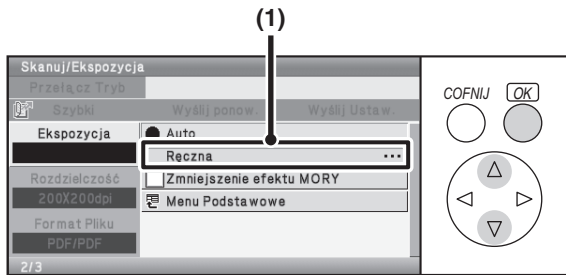 (1)
Skanuj/Ekspozycja
Przełącz Tryb
Szybki Wyślij ponow. Wyślij Ustaw.
Ekspozycja Auto
Ręczna ...
Rozdzielczość Zmniejszenie efektu MORY
200X200dpi Menu Podstawowe
Format Pliku
PDF/PDF
2/3
COFNIJ OK